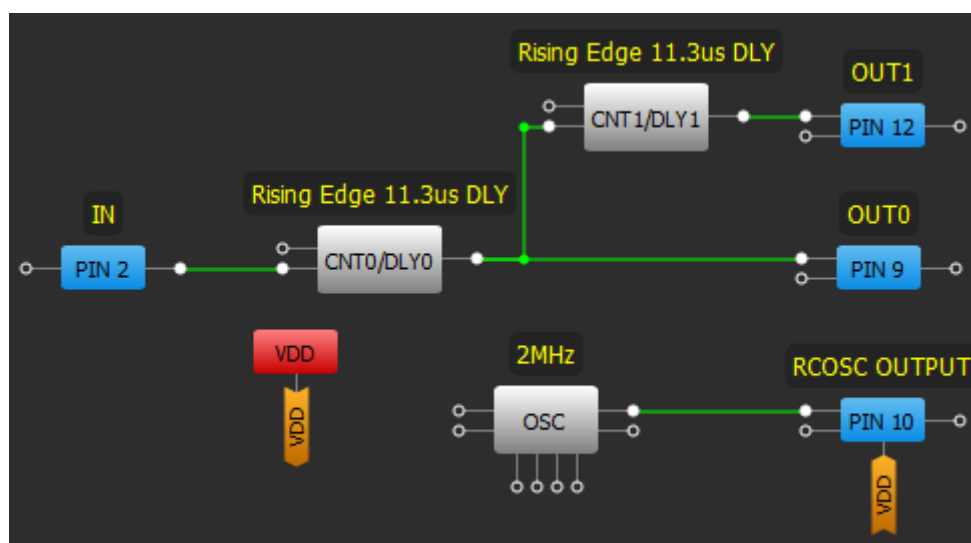 Rising Edge 11.3us DLY
OUT1
CNT1/DLY1
PIN 12
Rising Edge 11.3us DLY
IN
OUT0
PIN 2
CNT0/DLY0
PIN 9
VDD
2MHz
RCOSC OUTPUT
VDD
OSC
PIN 10
VDD